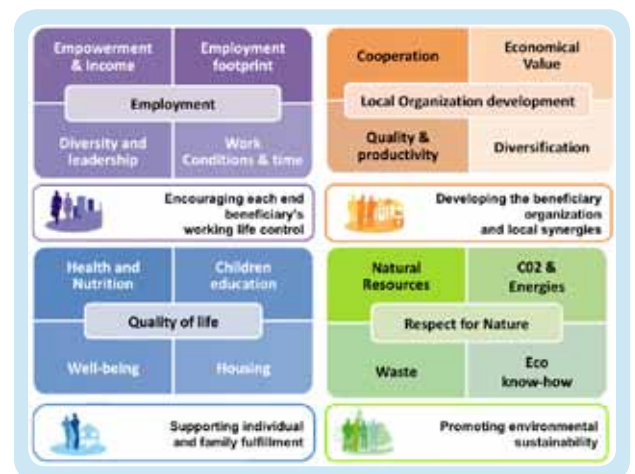 Empowerment
& Income
Employment
footprint
Employment
Diversity and
leadership
Work
Conditions & time
Encouraging each end
beneficiary's
working life control
Cooperation
Economical
Value
Local Organization development
Quality &
productivity
Diversification
Developing the beneficiary
organization
and local synergies
Health and
Nutrition
Children
education
Quality of life
Well-being
Housing
Supporting individual
and family fulfillment
Natural
Resources
C02 &
Energies
Respect for Nature
Waste
Eco
know-how
Promoting environmental
sustainability